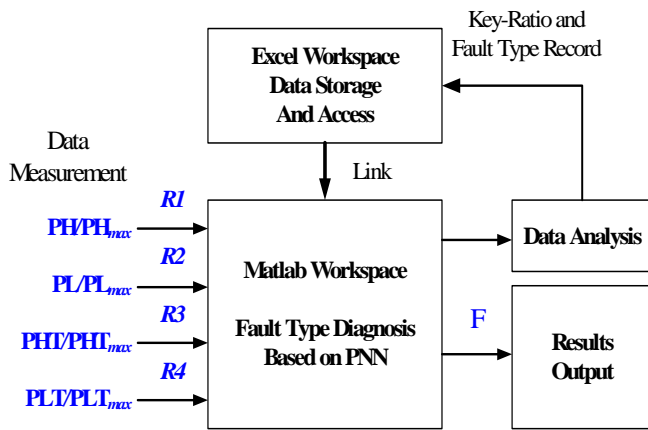 Key-Ratio and
Fault Type Record
Excel Workspace
Data Storage
And Access
Data
Measurement
Link
R1
PH/PHmax
R2
PL/PLmax
R3
PHT/PHTmax
R4
PLT/PLTmax
Matlab Workspace
Fault Type Diagnosis
Based on PNN
Data Analysis
F
Results
Output